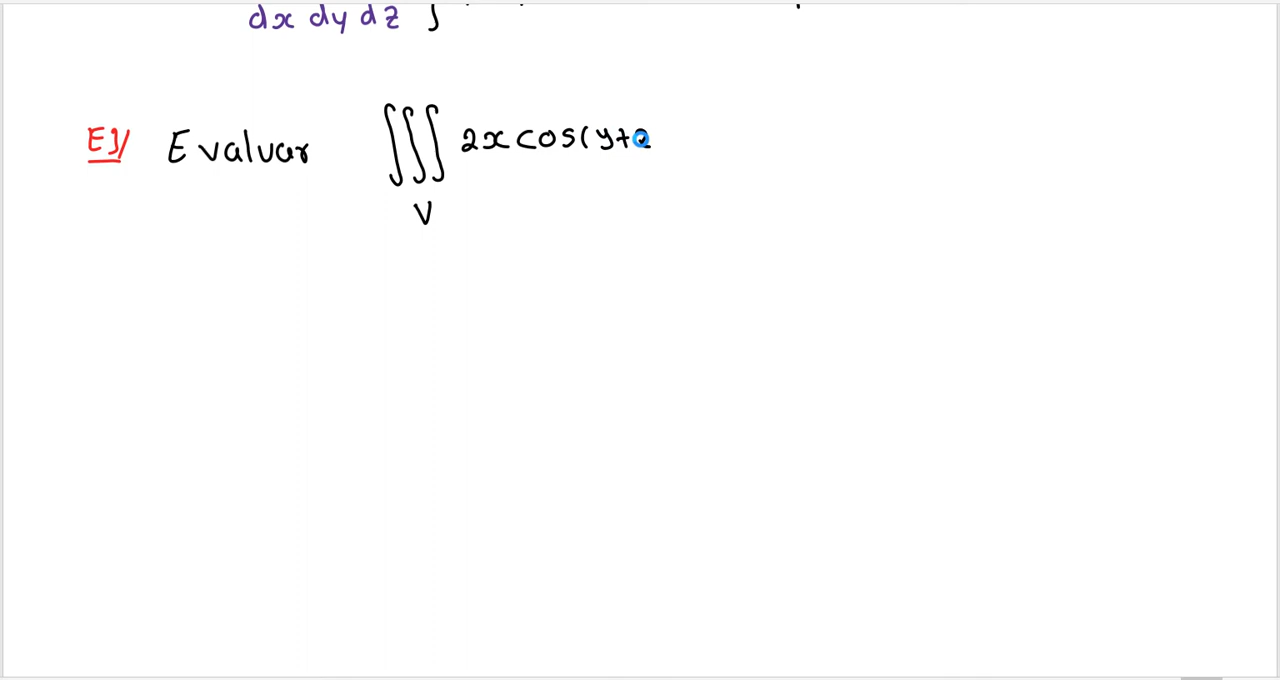 dx dy dz ∫
EJ/ Evaluar ∫∫∫ 2x cos(y+
V